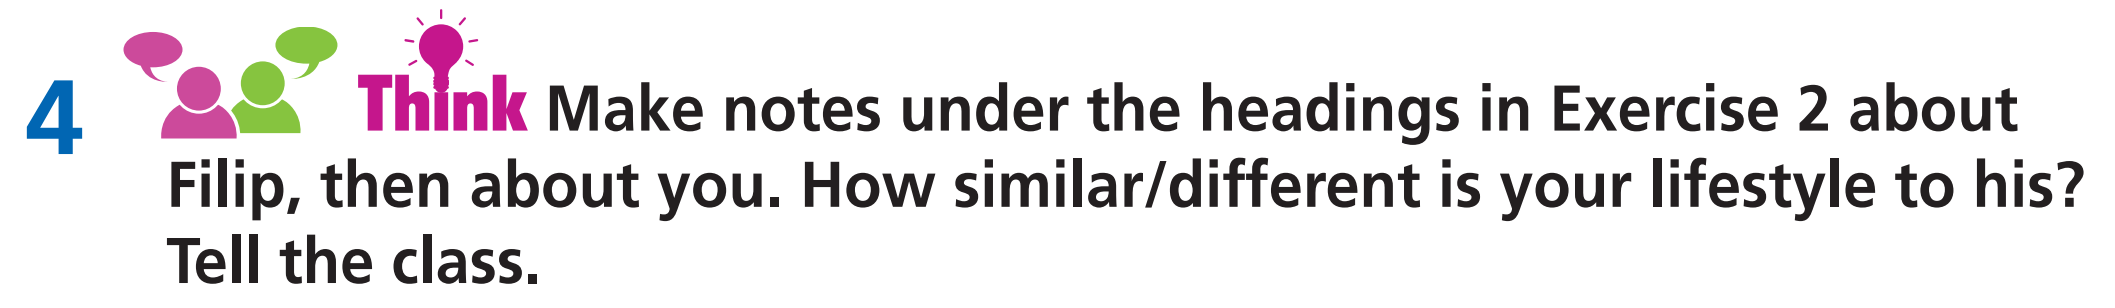 4 Think Make notes under the headings in Exercise 2 about
Filip, then about you. How similar/different is your lifestyle to his?
Tell the class.